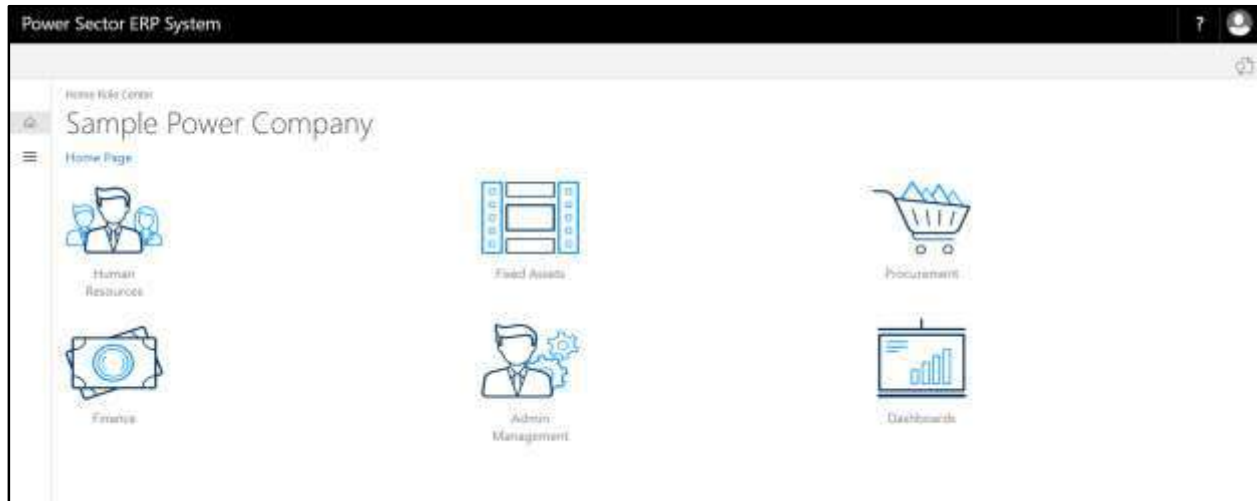 Power Sector ERP System
?
Home Role Center
Sample Power Company
Home Page
Human
Resources
Fixed Assets
Procurement
Finance
Admin
Management
Dashboards